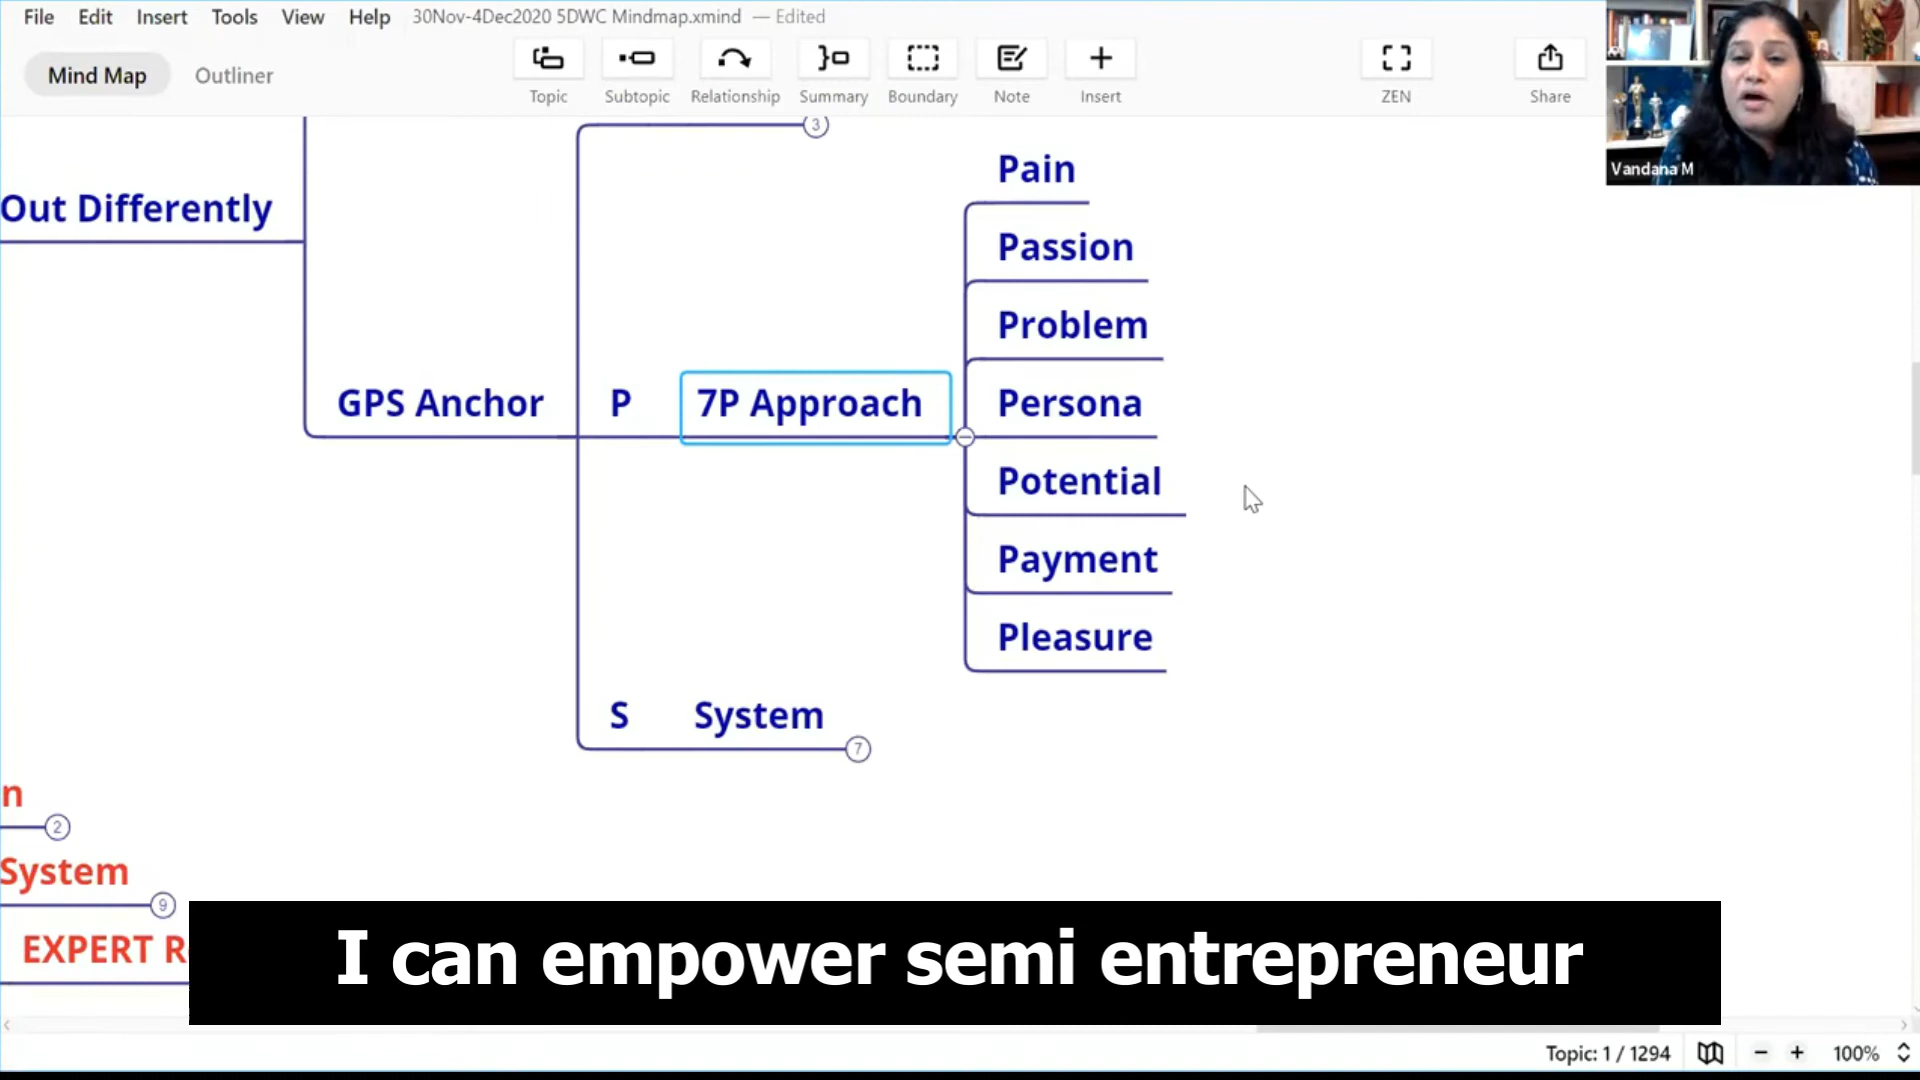 File Edit Insert Tools View Help 30Nov-4Dec2020 5DWC Mindmap.xmind — Edited
Mind Map Outliner
Topic Subtopic Relationship Summary Boundary Note Insert ZEN Share
Vandana M
3
Pain
Out Differently
Passion
Problem
GPS Anchor P 7P Approach Persona
Potential
Payment
Pleasure
S System
7
n
2
System
9
EXPERT R
I can empower semi entrepreneur
Topic: 1 / 1294 100%